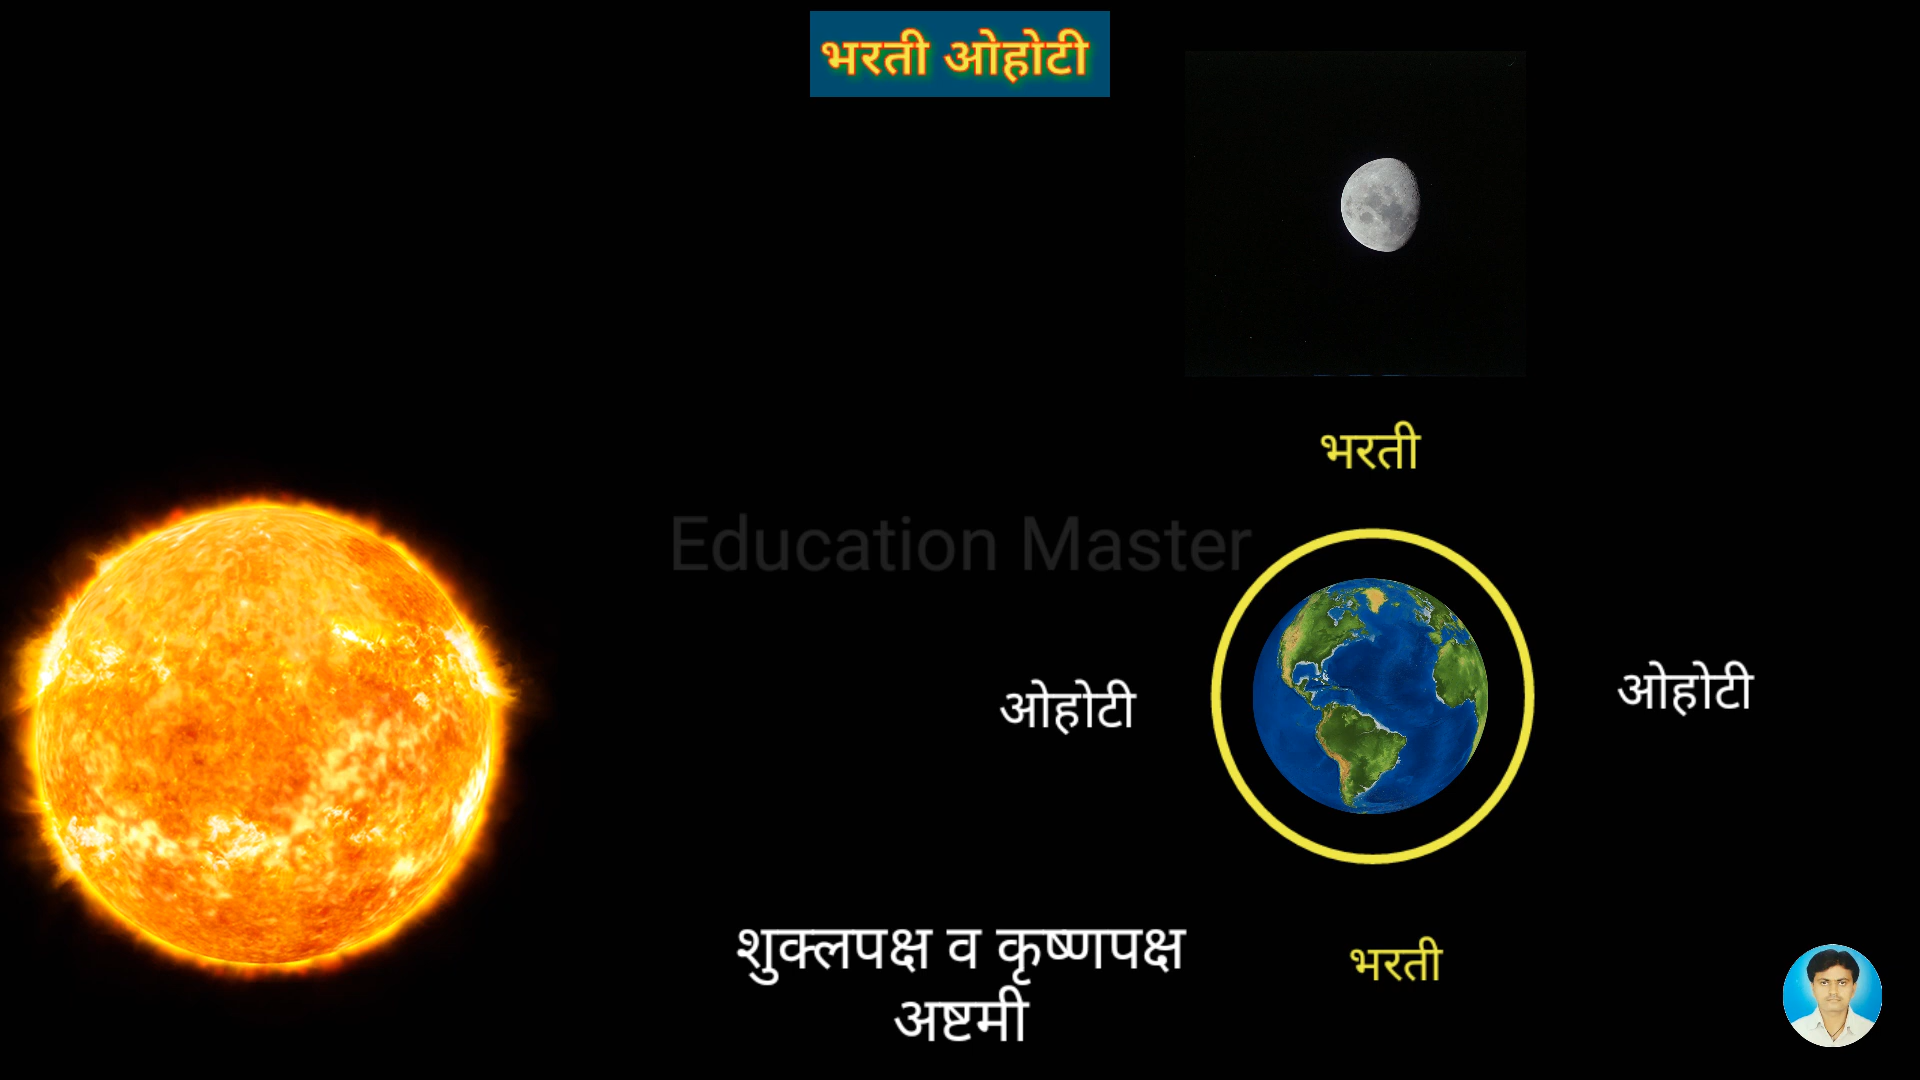 भरती ओहोटी
भरती
Education Master
ओहोटी
ओहोटी
शुक्लपक्ष व कृष्णपक्ष
अष्टमी
भरती